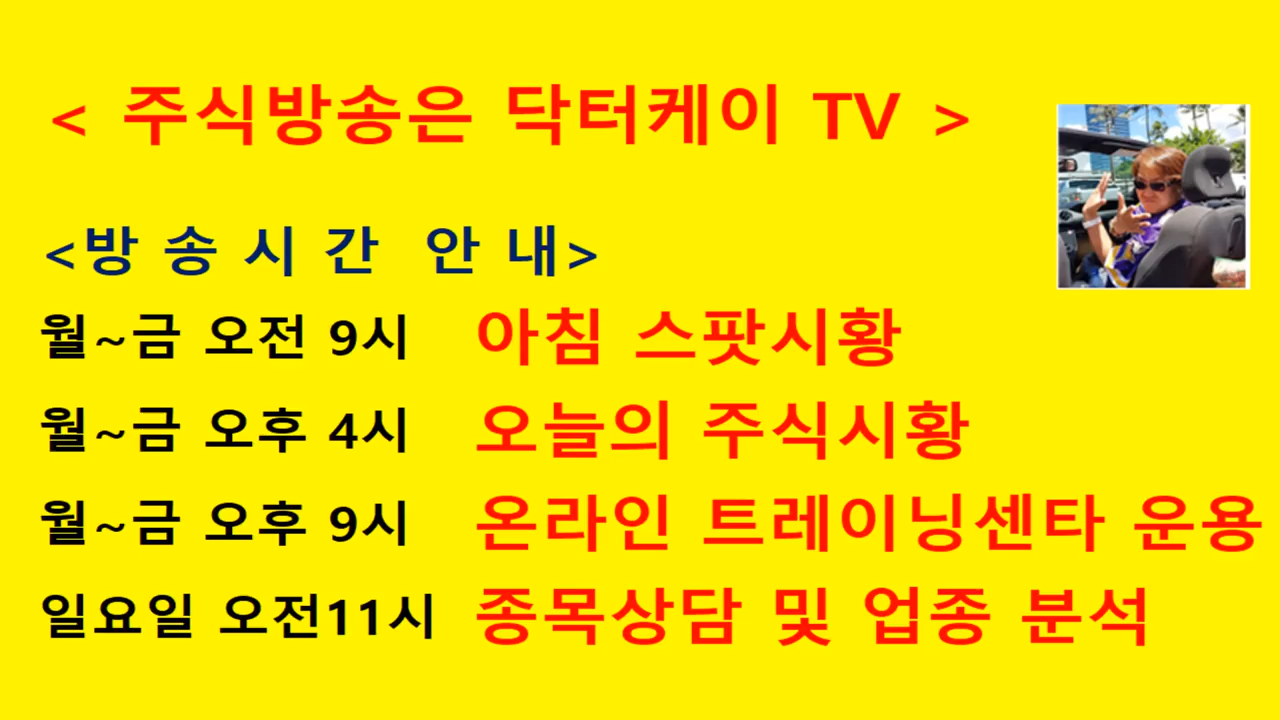 < 주식방송은 닥터케이 TV >
<방 송 시 간 안 내>
월~금 오전 9시 아침 스팟시황
월~금 오후 4시 오늘의 주식시황
월~금 오후 9시 온라인 트레이닝센타 운용
일요일 오전11시 종목상담 및 업종 분석